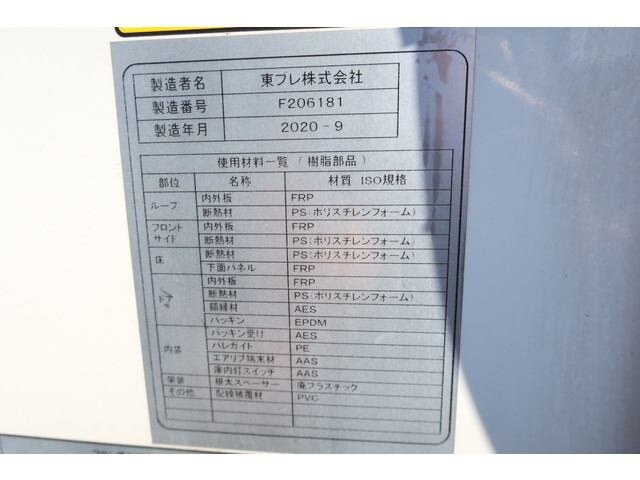 製造者名 東プレ株式会社
製造番号 F206181
製造年月 2020-9
使用材料一覧 (樹脂部品)
部位 名称 材質 ISO規格
ルーフ 内外板 FRP
断熱材 PS(ポリスチレンフォーム)
フロント サイド 内外板 FRP
断熱材 PS(ポリスチレンフォーム)
床 断熱材 PS(ポリスチレンフォーム)
下面パネル FRP
ドア 内外板 FRP
断熱材 PS(ポリスチレンフォーム)
額縁材 AES
パッキン EPDM
内装 パッキン受け AES
パレガイド PE
エアリブ端末材 AAS
庫内灯スイッチ AAS
架装 根太スペーサー 廃プラスチック
その他 配線被覆材 PVC